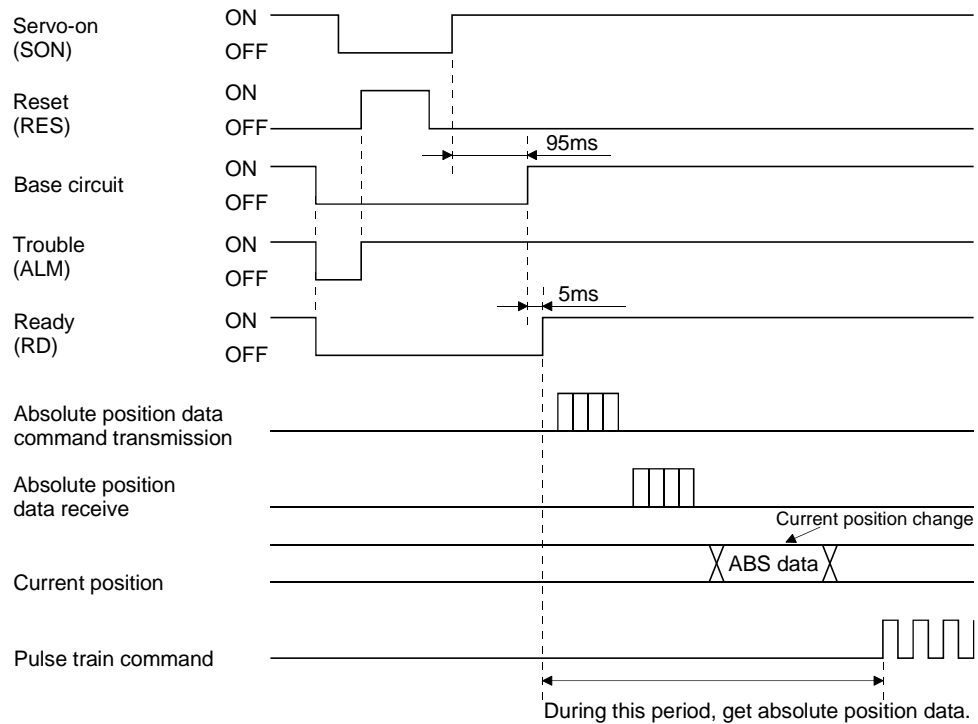 Servo-on
(SON)
ON
OFF
Reset
(RES)
ON
OFF
95ms
Base circuit
ON
OFF
Trouble
(ALM)
ON
OFF
5ms
Ready
(RD)
ON
OFF
Absolute position data
command transmission
Absolute position
data receive
Current position change
Current position
ABS data
Pulse train command
During this period, get absolute position data.